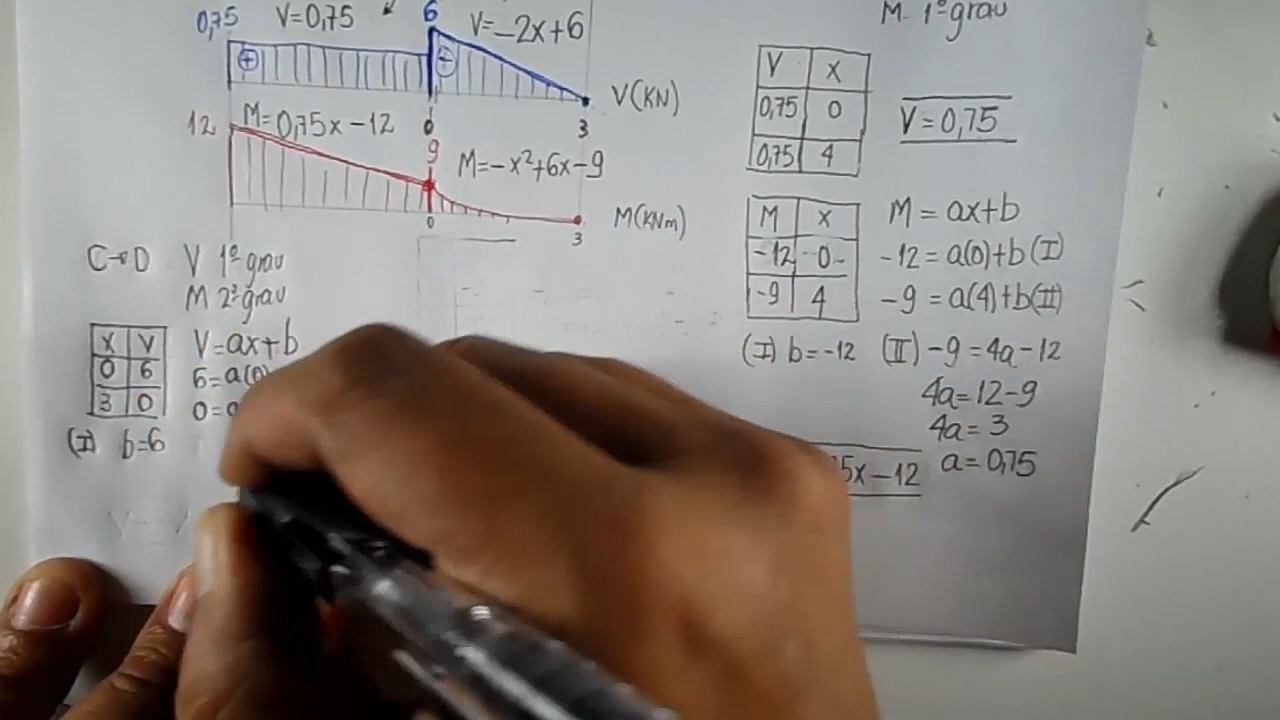 0,75 V=0,75 6 V=-2x+6
V(KN)
12 M=0,75x-12 0 3
9 M=-x²+6x-9
0 3 M(KNm)
C→D V 1º grau
M 2º grau
X V
0 6
3 0
V=ax+b
6=a(0)
0=a
(I) b=6
M 1º grau
V X
0,75 0
0,75 4
V=0,75
M X
-12 0
-9 4
M=ax+b
-12=a(0)+b (I)
-9=a(4)+b (II)
(I) b=-12 (II) -9=4a-12
4a=12-9
4a=3
5x-12 a=0,75